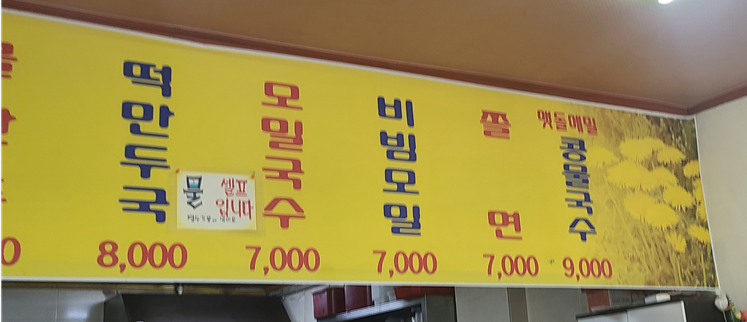 떡만두국
8,000
물 셀프
입니다
모밀국수
7,000
비빔모밀
7,000
쫄면
7,000
맷돌메밀
콩물국수
9,000